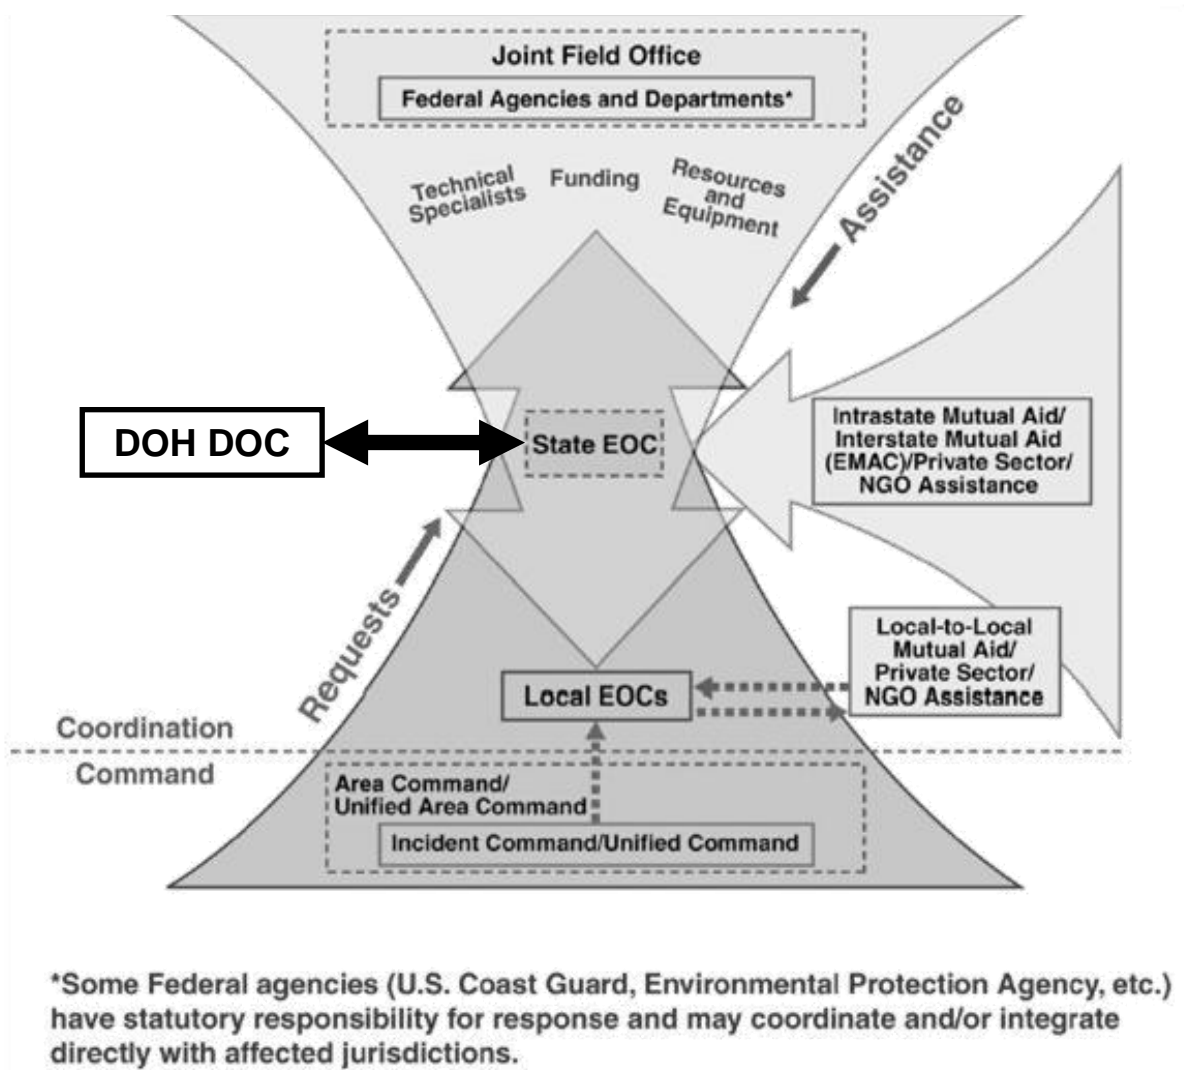 Joint Field Office
Federal Agencies and Departments*
Assistance
Technical
Specialists
Funding
Resources
and
Equipment
DOH DOC
State EOC
Intrastate Mutual Aid/
Interstate Mutual Aid
(EMAC)/Private Sector/
NGO Assistance
Requests
Local-to-Local
Mutual Aid/
Private Sector/
NGO Assistance
Local EOCs
Coordination
Command
Area Command/
Unified Area Command
Incident Command/Unified Command
*Some Federal agencies (U.S. Coast Guard, Environmental Protection Agency, etc.)
have statutory responsibility for response and may coordinate and/or integrate
directly with affected jurisdictions.